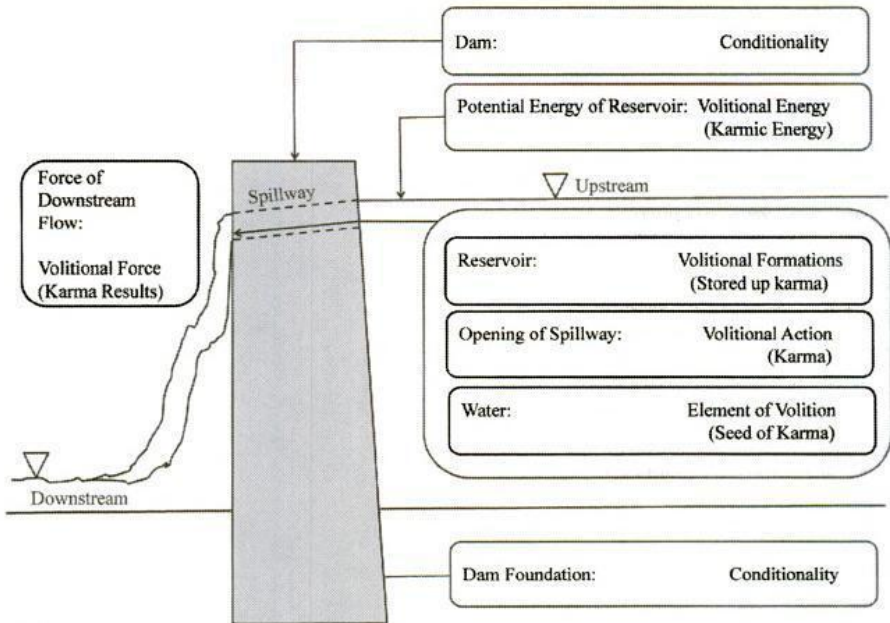 Dam: Conditionality
Potential Energy of Reservoir: Volitional Energy
(Karmic Energy)
Force of
Downstream
Flow:
Volitional Force
(Karma Results)
Spillway
Upstream
Reservoir: Volitional Formations
(Stored up karma)
Opening of Spillway: Volitional Action
(Karma)
Water: Element of Volition
(Seed of Karma)
Downstream
Dam Foundation: Conditionality